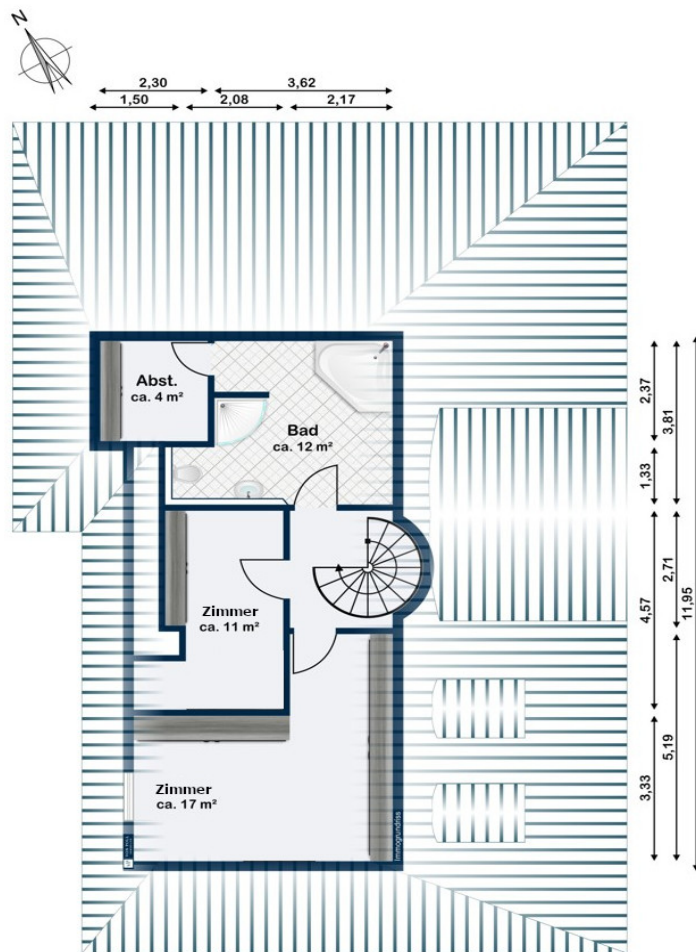 N
2,30 3,62
1,50 2,08 2,17
Abst.
ca. 4 m²
Bad
ca. 12 m²
Zimmer
ca. 11 m²
Zimmer
ca. 17 m²
2,37
3,81
1,33
4,57
2,71
11,95
5,19
3,33
Immogrundriss